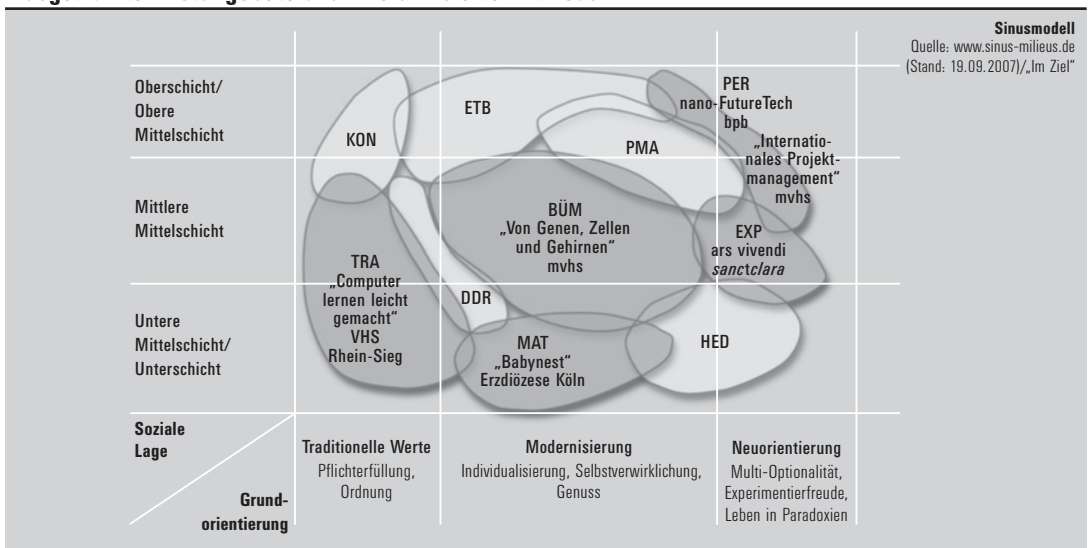 Sinusmodell
Quelle: www.sinus-milieus.de
(Stand: 19.09.2007)/„Im Ziel“
Oberschicht/
Obere
Mittelschicht
KON
ETB
PMA
PER
nano-FutureTech
bpb
„Internatio-
nales Projekt-
management“
mvhs
Mittlere
Mittelschicht
TRA
„Computer
lernen leicht
gemacht“
VHS
Rhein-Sieg
BÜM
„Von Genen, Zellen
und Gehirnen“
mvhs
EXP
ars vivendi
sanctclara
Untere
Mittelschicht/
Unterschicht
DDR
MAT
„Babynest“
Erzdiözese Köln
HED
Soziale
Lage
Grund-
orientierung
Traditionelle Werte
Pflichterfüllung,
Ordnung
Modernisierung
Individualisierung, Selbstverwirklichung,
Genuss
Neuorientierung
Multi-Optionalität,
Experimentierfreude,
Leben in Paradoxien